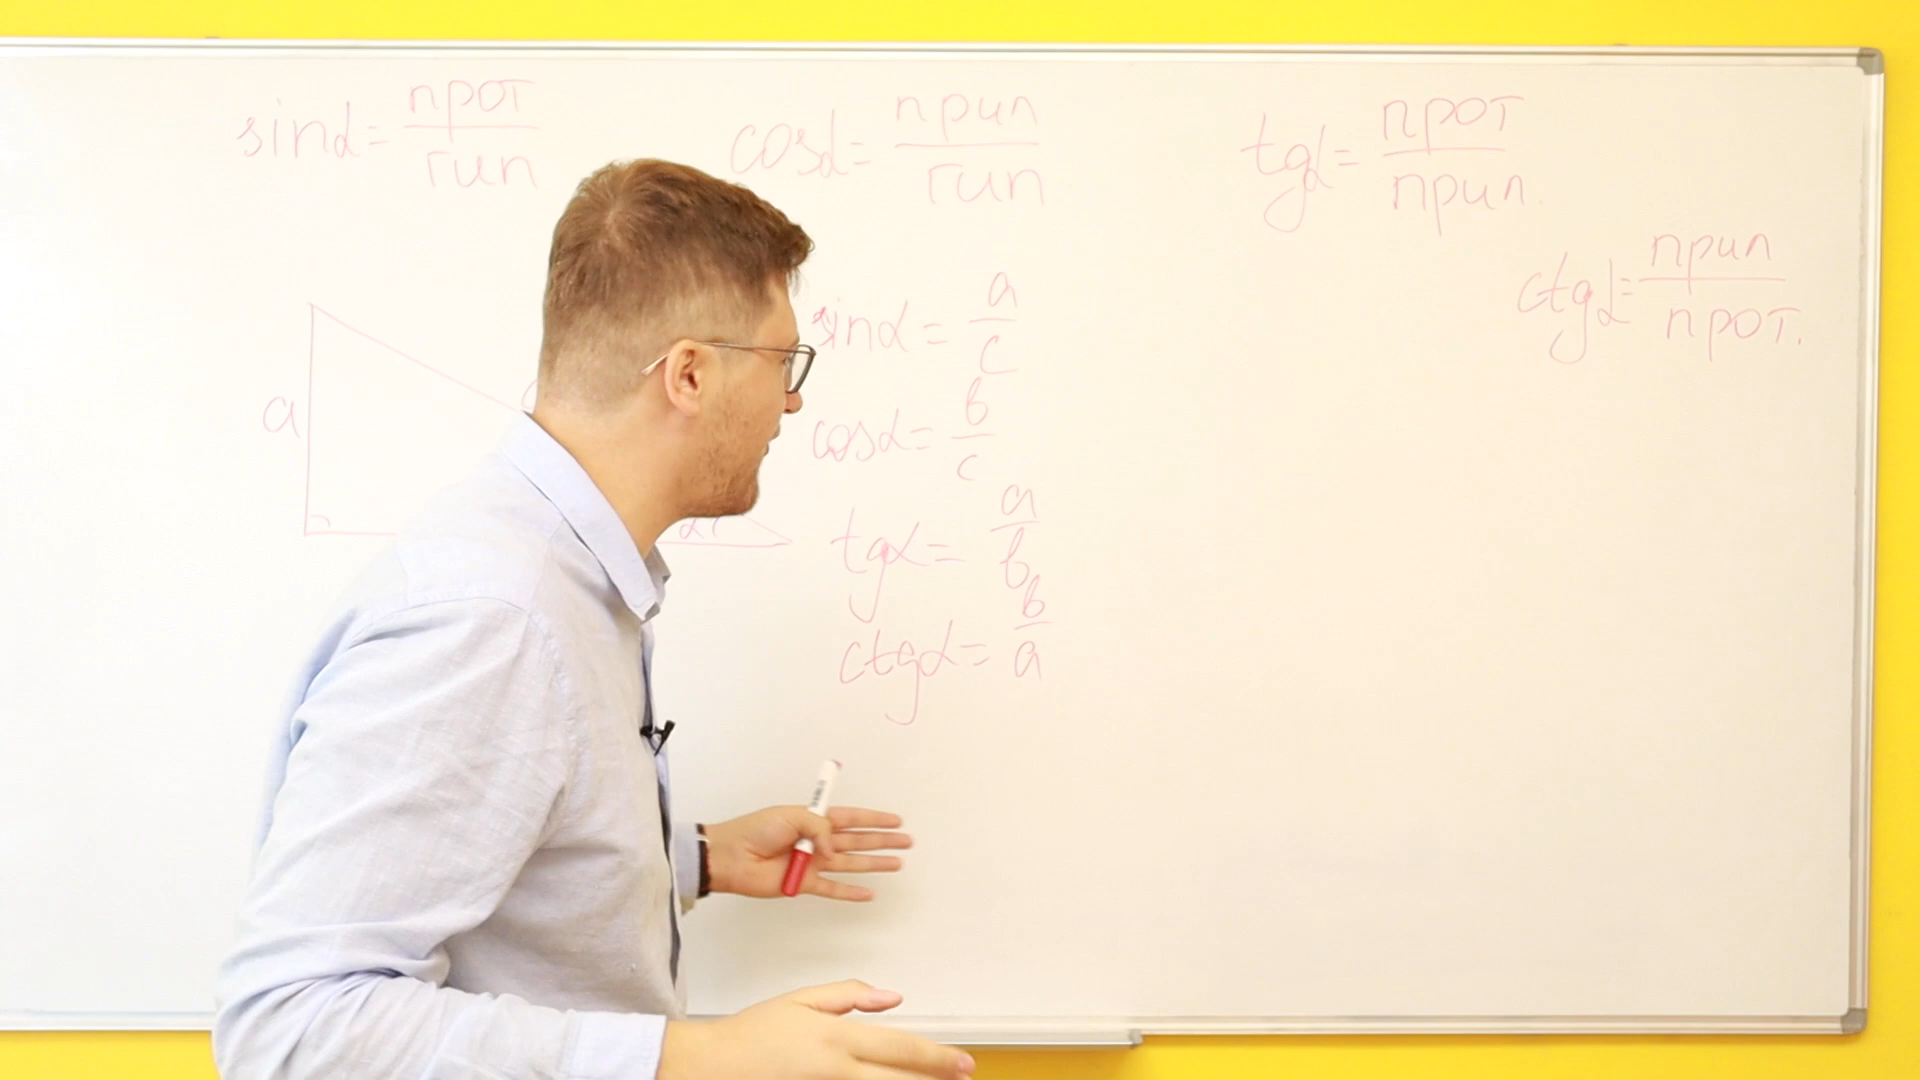 sinα = прот/гип
cosα = прил/гип
tgα = прот/прил.
ctgα = прил/прот.
a
α
sinα = a/c
cosα = b/c
tgα = a/b
ctgα = b/a